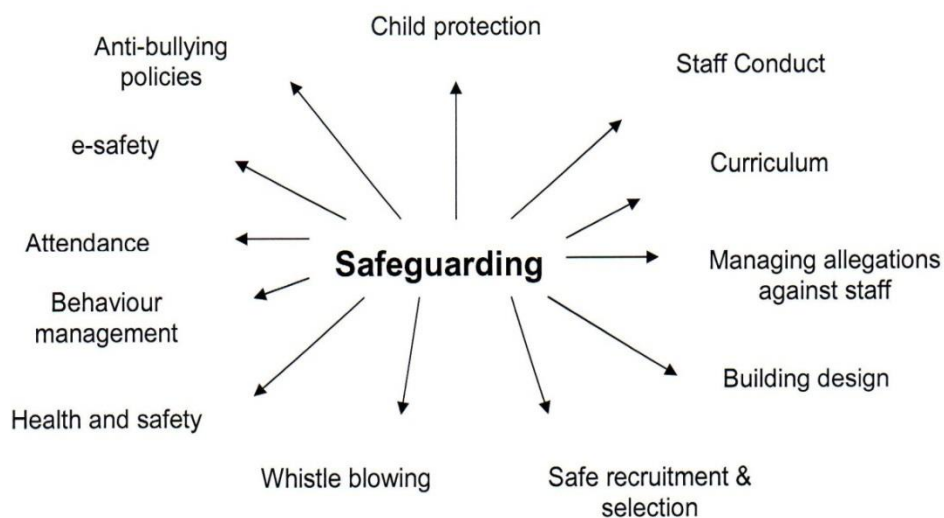 Child protection
Anti-bullying
policies
Staff Conduct
e-safety
Curriculum
Attendance
Safeguarding
Managing allegations
against staff
Behaviour
management
Building design
Health and safety
Whistle blowing
Safe recruitment &
selection